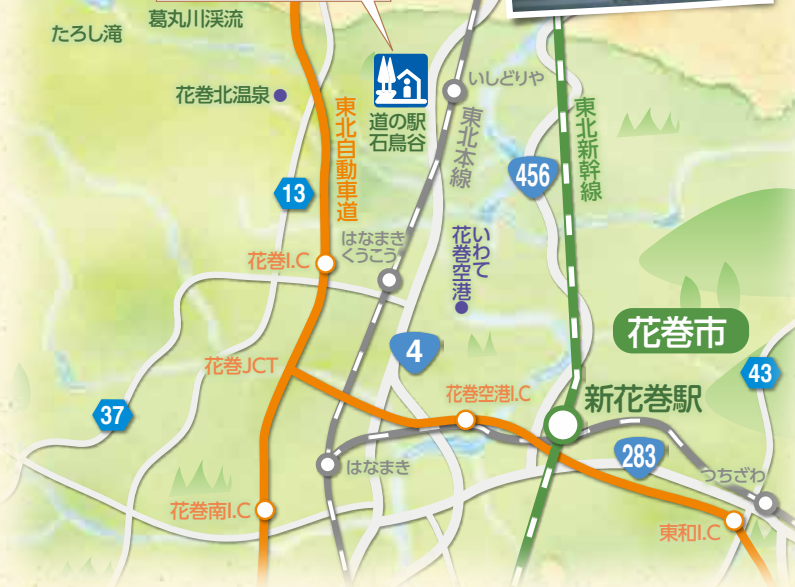 葛丸川渓流
たろし滝
いしどりや
花巻北温泉
道の駅
石鳥谷
東北自動車道
東北本線
東北新幹線
456
13
はなまき
くうこう
いわて
花巻空港
花巻I.C
花巻市
4
花巻JCT
43
花巻空港I.C
新花巻駅
37
283
はなまき
つちざわ
花巻南I.C
東和I.C